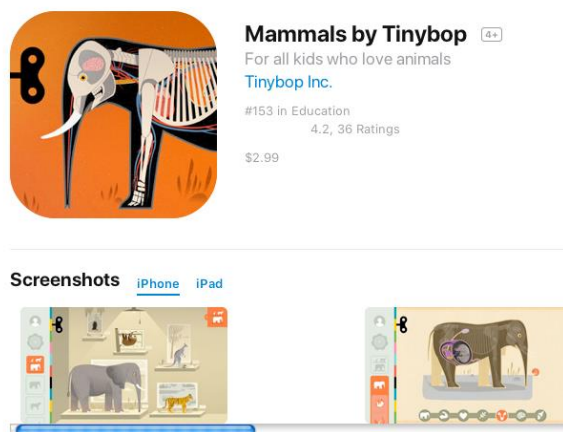 Mammals by Tinybop 4+
For all kids who love animals
Tinybop Inc.
#153 in Education
4.2, 36 Ratings
$2.99
Screenshots iPhone iPad